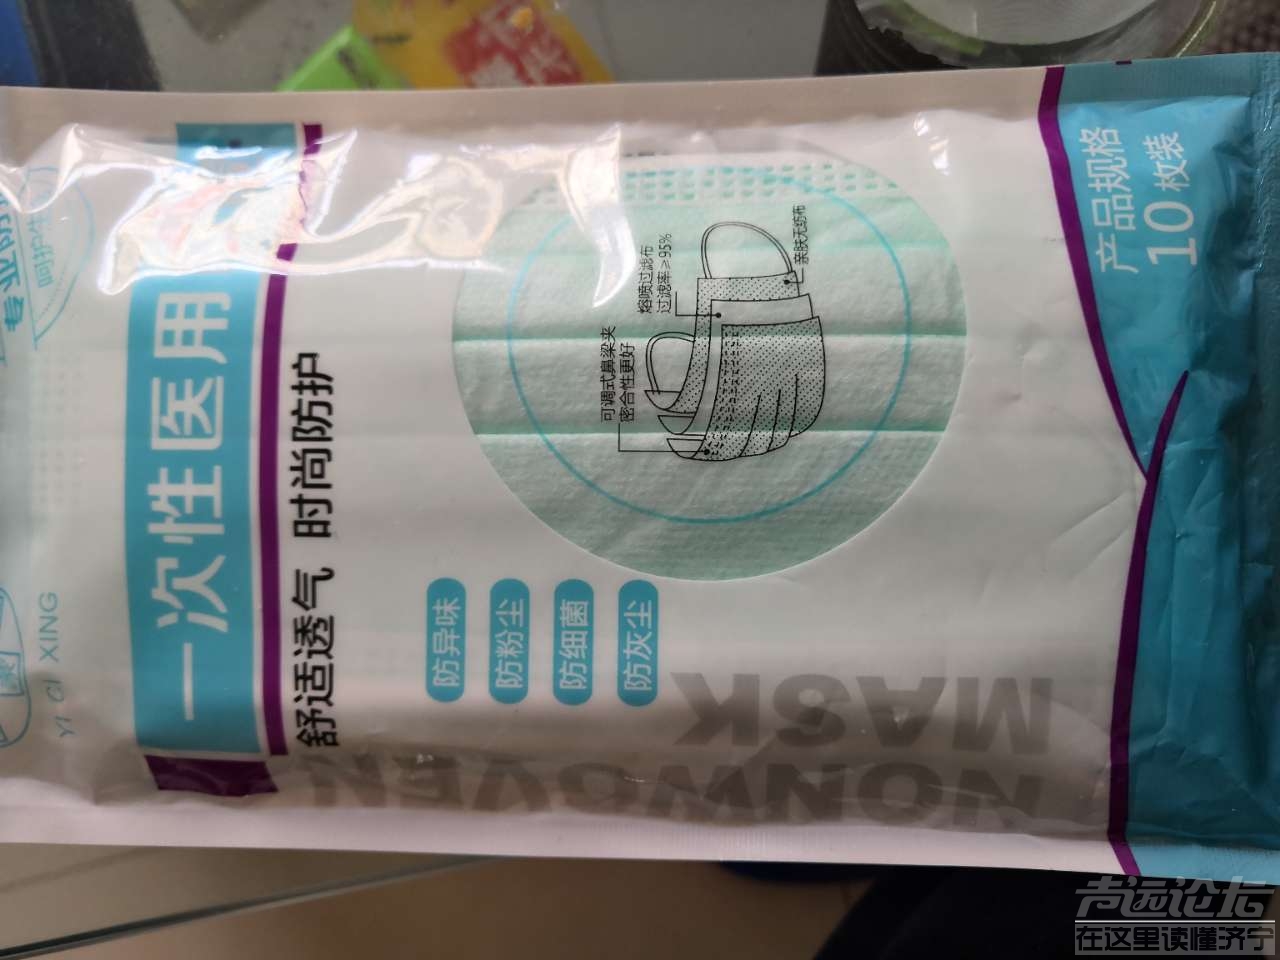 专业防
呵护生
YI CI XING
一次性医用
舒适透气 时尚防护
可调式鼻梁夹
密合性更好
熔喷过滤布
过滤率≥95%
亲肤无纺布
防异味
防粉尘
防细菌
防灰尘
NONWOVEN
MASK
产品规格
10枚装
声远论坛
在这里读懂济宁